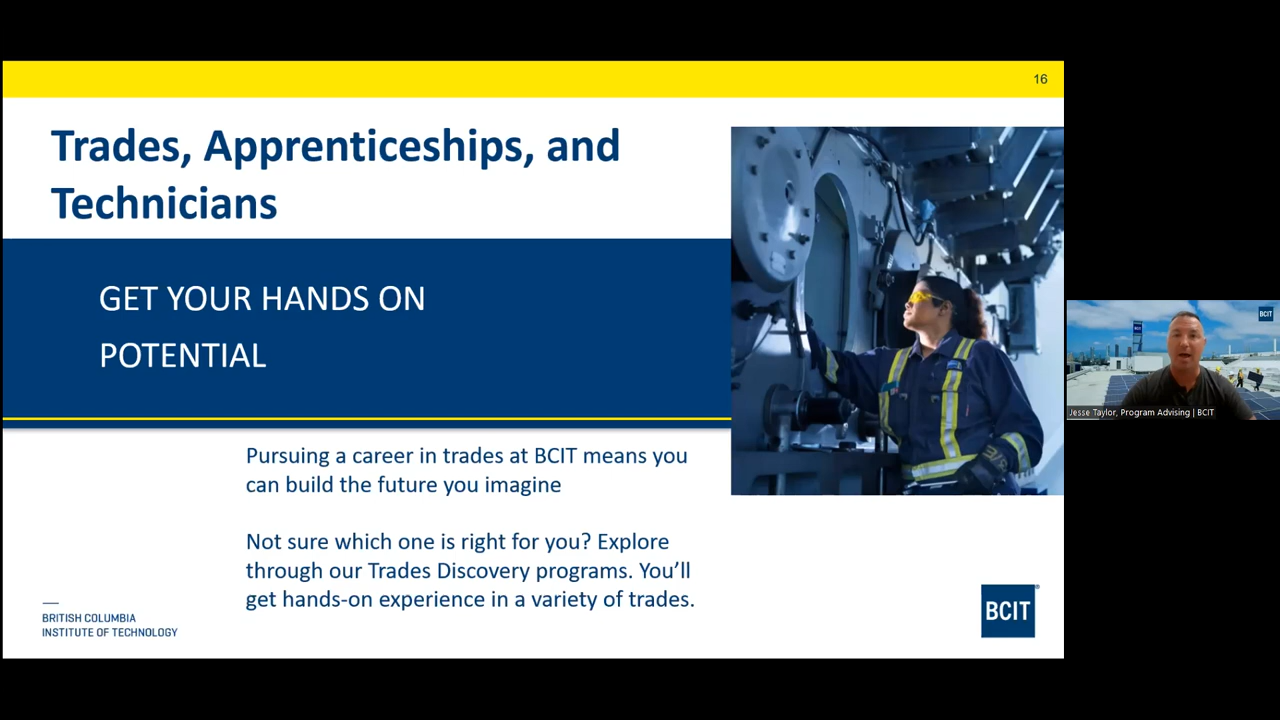 16
Trades, Apprenticeships, and
Technicians
GET YOUR HANDS ON
POTENTIAL
Pursuing a career in trades at BCIT means you
can build the future you imagine
Not sure which one is right for you? Explore
through our Trades Discovery programs. You’ll
get hands-on experience in a variety of trades.
BRITISH COLUMBIA
INSTITUTE OF TECHNOLOGY
BCIT®
BCIT
Jesse Taylor, Program Advising | BCIT